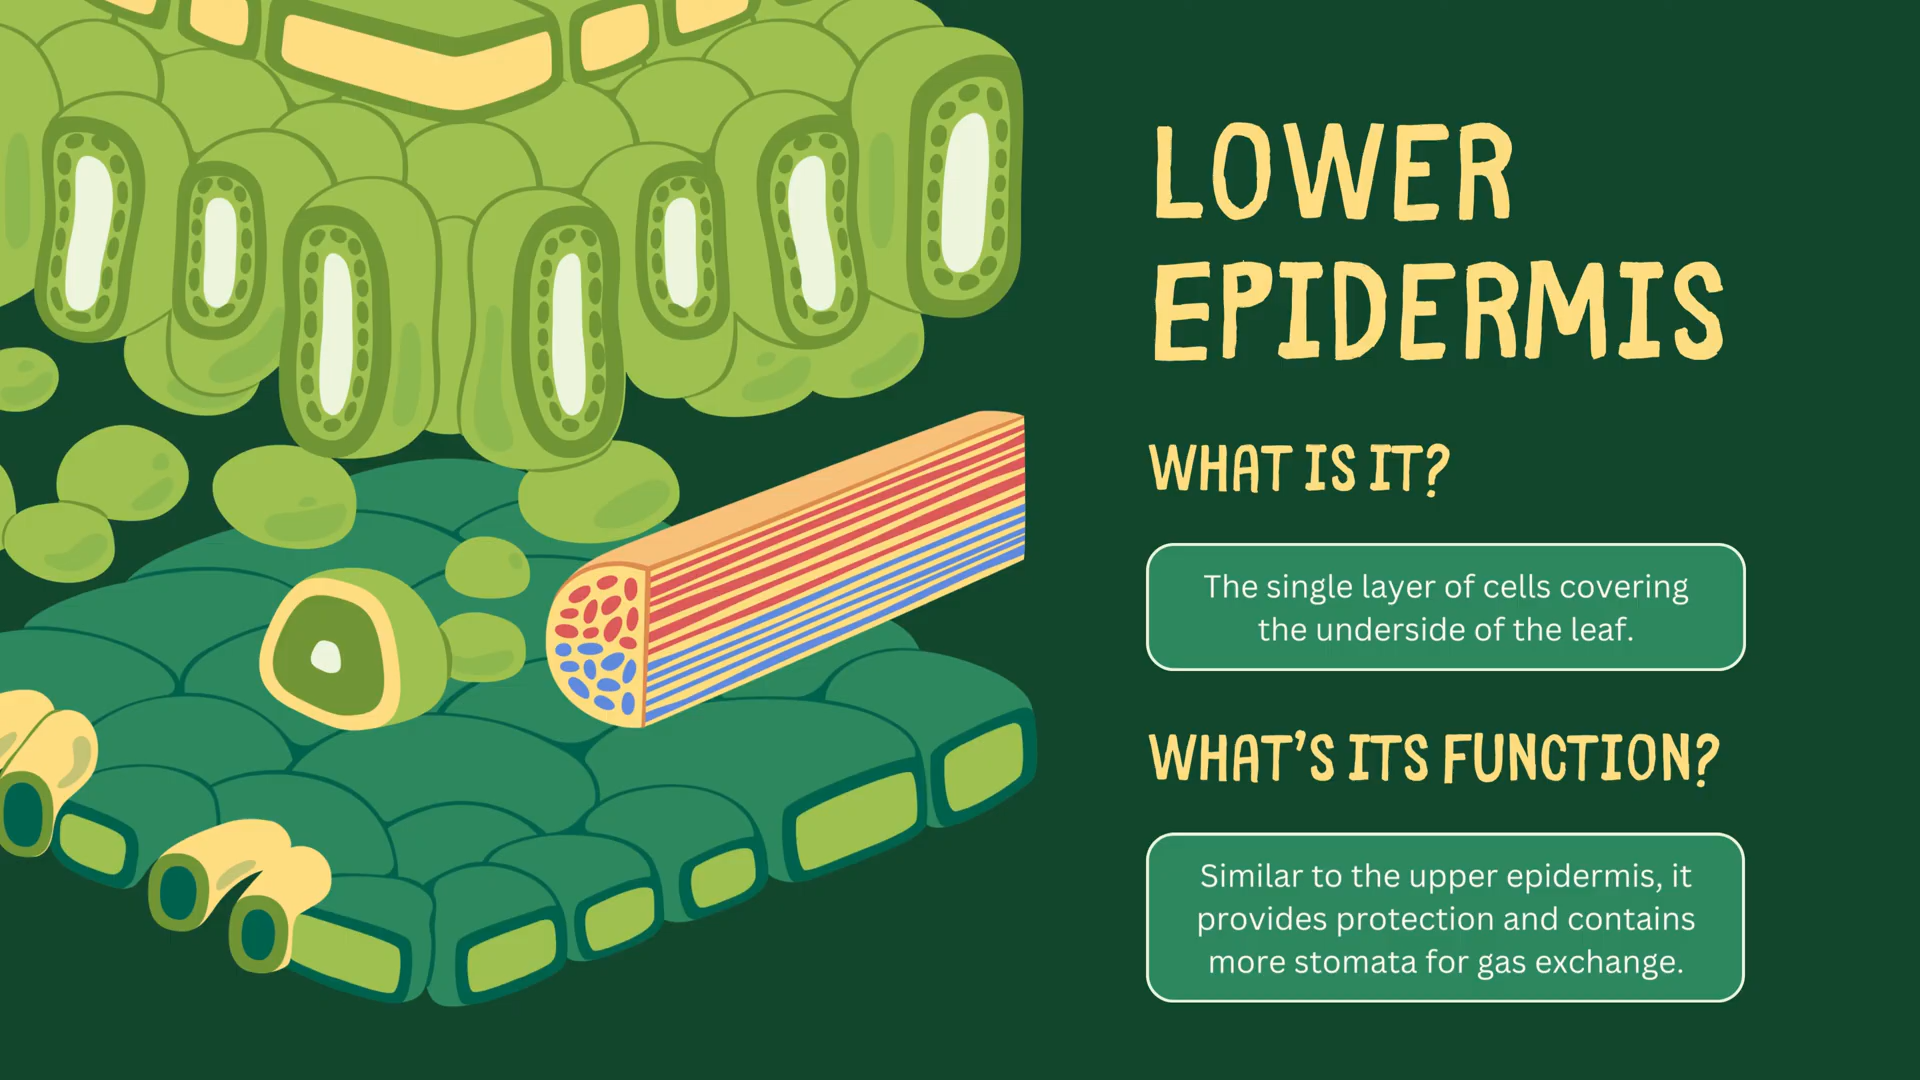 LOWER
EPIDERMIS
WHAT IS IT?
The single layer of cells covering
the underside of the leaf.
WHAT'S ITS FUNCTION?
Similar to the upper epidermis, it
provides protection and contains
more stomata for gas exchange.